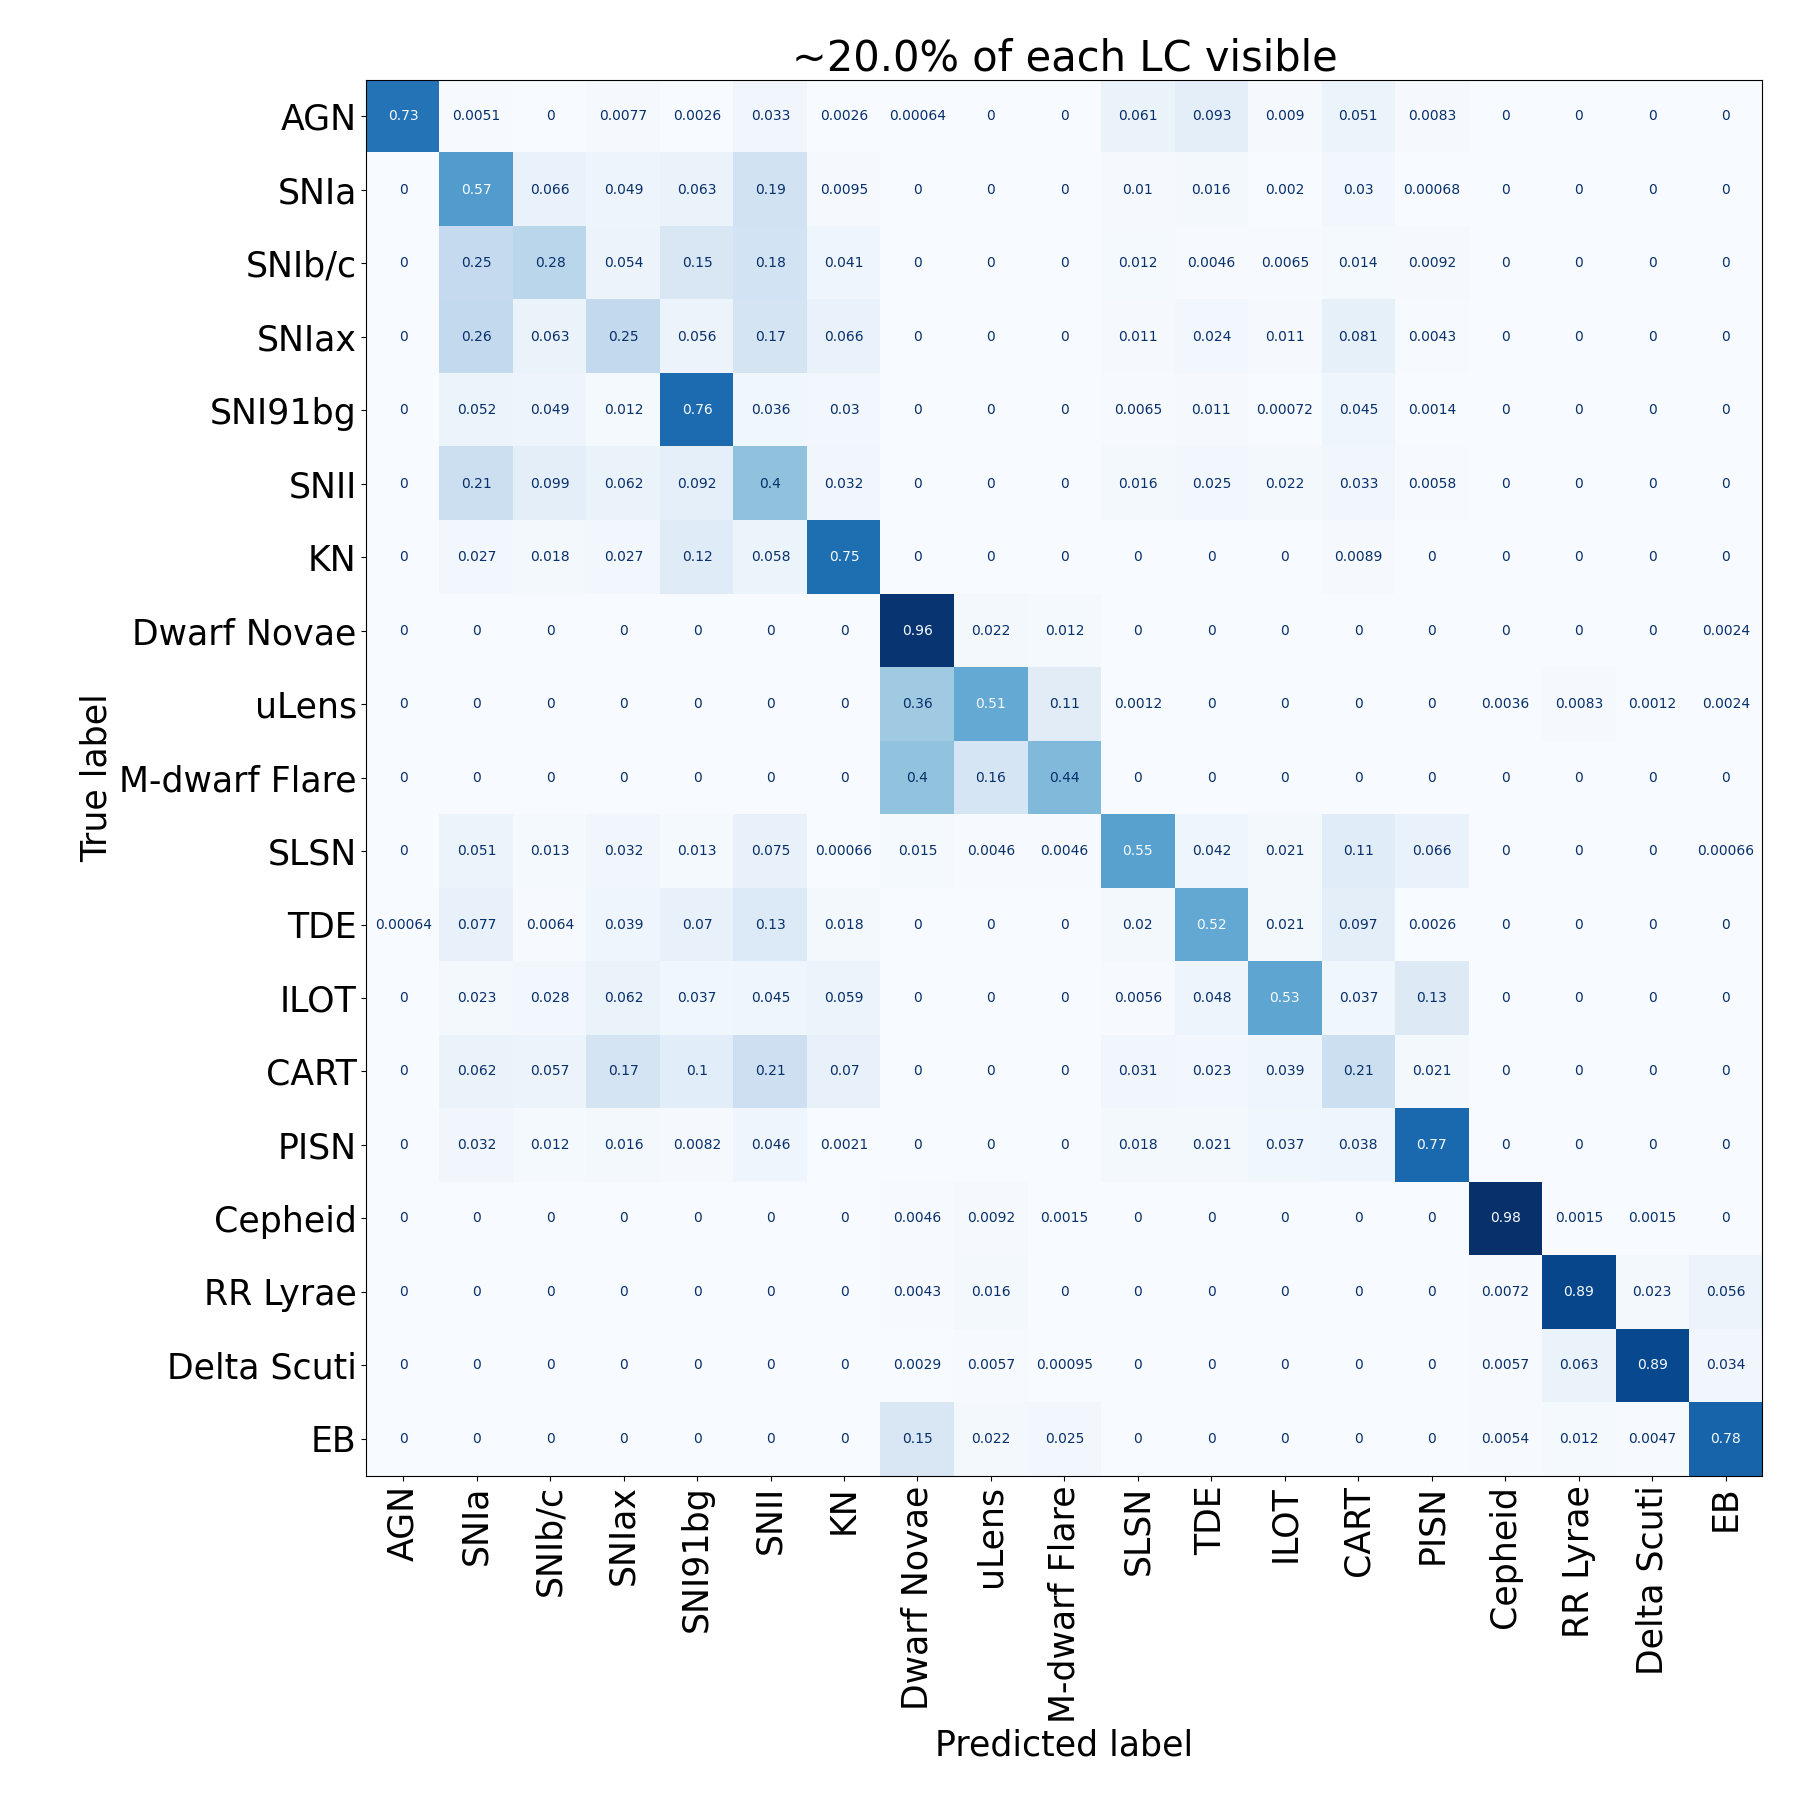 ~20.0% of each LC visible
AGN 0.73 0.0051 0 0.0077 0.0026 0.033 0.0026 0.00064 0 0 0.061 0.093 0.009 0.051 0.0083 0 0 0 0
SNIa 0 0.57 0.066 0.049 0.063 0.19 0.0095 0 0 0 0.01 0.016 0.002 0.03 0.00068 0 0 0 0
SNIb/c 0 0.25 0.28 0.054 0.15 0.18 0.041 0 0 0 0.012 0.0046 0.0065 0.014 0.0092 0 0 0 0
SNIax 0 0.26 0.063 0.25 0.056 0.17 0.066 0 0 0 0.011 0.024 0.011 0.081 0.0043 0 0 0 0
SNI91bg 0 0.052 0.049 0.012 0.76 0.036 0.03 0 0 0 0.0065 0.011 0.00072 0.045 0.0014 0 0 0 0
SNII 0 0.21 0.099 0.062 0.092 0.4 0.032 0 0 0 0.016 0.025 0.022 0.033 0.0058 0 0 0 0
KN 0 0.027 0.018 0.027 0.12 0.058 0.75 0 0 0 0 0 0 0.0089 0 0 0 0 0
Dwarf Novae 0 0 0 0 0 0 0 0.96 0.022 0.012 0 0 0 0 0 0 0 0 0.0024
uLens 0 0 0 0 0 0 0 0.36 0.51 0.11 0.0012 0 0 0 0 0.0036 0.0083 0.0012 0.0024
M-dwarf Flare 0 0 0 0 0 0 0 0.4 0.16 0.44 0 0 0 0 0 0 0 0 0
SLSN 0 0.051 0.013 0.032 0.013 0.075 0.00066 0.015 0.0046 0.0046 0.55 0.042 0.021 0.11 0.066 0 0 0 0.00066
TDE 0.00064 0.077 0.0064 0.039 0.07 0.13 0.018 0 0 0 0.02 0.52 0.021 0.097 0.0026 0 0 0 0
ILOT 0 0.023 0.028 0.062 0.037 0.045 0.059 0 0 0 0.0056 0.048 0.53 0.037 0.13 0 0 0 0
CART 0 0.062 0.057 0.17 0.1 0.21 0.07 0 0 0 0.031 0.023 0.039 0.21 0.021 0 0 0 0
PISN 0 0.032 0.012 0.016 0.0082 0.046 0.0021 0 0 0 0.018 0.021 0.037 0.038 0.77 0 0 0 0
Cepheid 0 0 0 0 0 0 0 0.0046 0.0092 0.0015 0 0 0 0 0 0.98 0.0015 0.0015 0
RR Lyrae 0 0 0 0 0 0 0 0.0043 0.016 0 0 0 0 0 0 0.0072 0.89 0.023 0.056
Delta Scuti 0 0 0 0 0 0 0 0.0029 0.0057 0.00095 0 0 0 0 0 0.0057 0.063 0.89 0.034
EB 0 0 0 0 0 0 0 0.15 0.022 0.025 0 0 0 0 0 0.0054 0.012 0.0047 0.78
True label
AGN
SNIa
SNIb/c
SNIax
SNI91bg
SNII
KN
Dwarf Novae
uLens
M-dwarf Flare
SLSN
TDE
ILOT
CART
PISN
Cepheid
RR Lyrae
Delta Scuti
EB
Predicted label